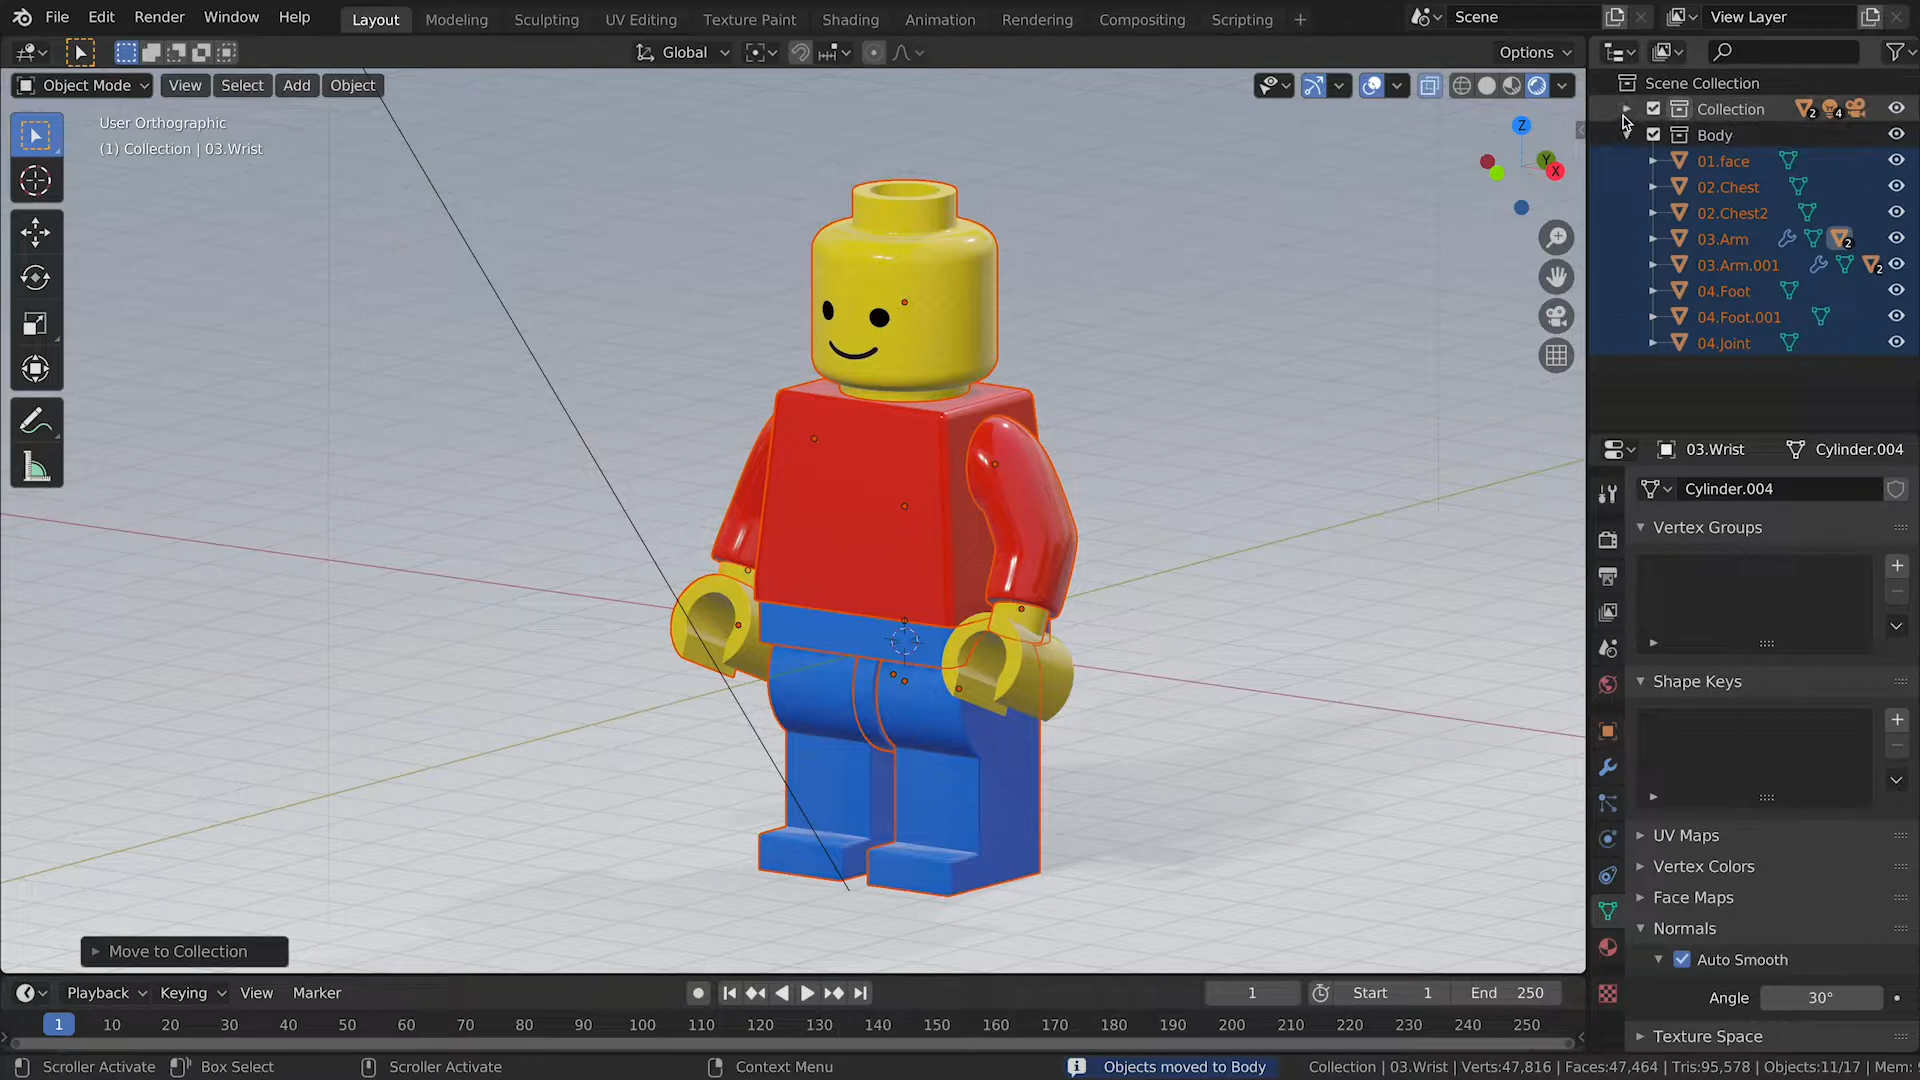 File Edit Render Window Help Layout Modeling Sculpting UV Editing Texture Paint Shading Animation Rendering Compositing Scripting + Scene View Layer
Global Options
Object Mode View Select Add Object
User Orthographic
(1) Collection | 03.Wrist
Z
Y
X
Scene Collection
Collection 2 4
Body
01.face
02.Chest
02.Chest2
03.Arm 2
03.Arm.001 2
04.Foot
04.Foot.001
04.Joint
03.Wrist Cylinder.004
Cylinder.004
Vertex Groups
Shape Keys
UV Maps
Vertex Colors
Face Maps
Normals
Auto Smooth
Angle 30°
Texture Space
Move to Collection
Playback Keying View Marker 1 Start 1 End 250
1 10 20 30 40 50 60 70 80 90 100 110 120 130 140 150 160 170 180 190 200 210 220 230 240 250
Scroller Activate Box Select Scroller Activate Context Menu Objects moved to Body Collection | 03.Wrist | Verts:47,816 | Faces:47,464 | Tris:95,578 | Objects:11/17 | Mem: